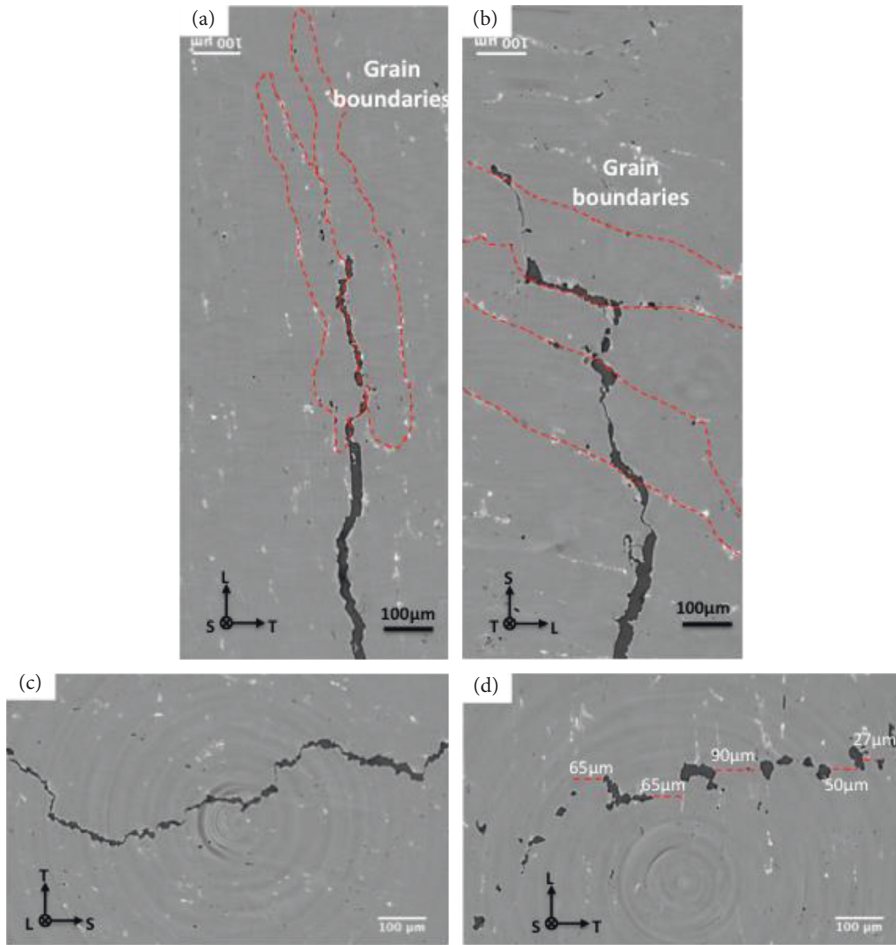 (a)
100 µm
Grain
boundaries
L
S
T
100µm
(b)
100 µm
Grain
boundaries
S
T
L
100µm
(c)
T
L
S
100 µm
(d)
65µm
65µm
90µm
50µm
27µm
L
S
T
100 µm